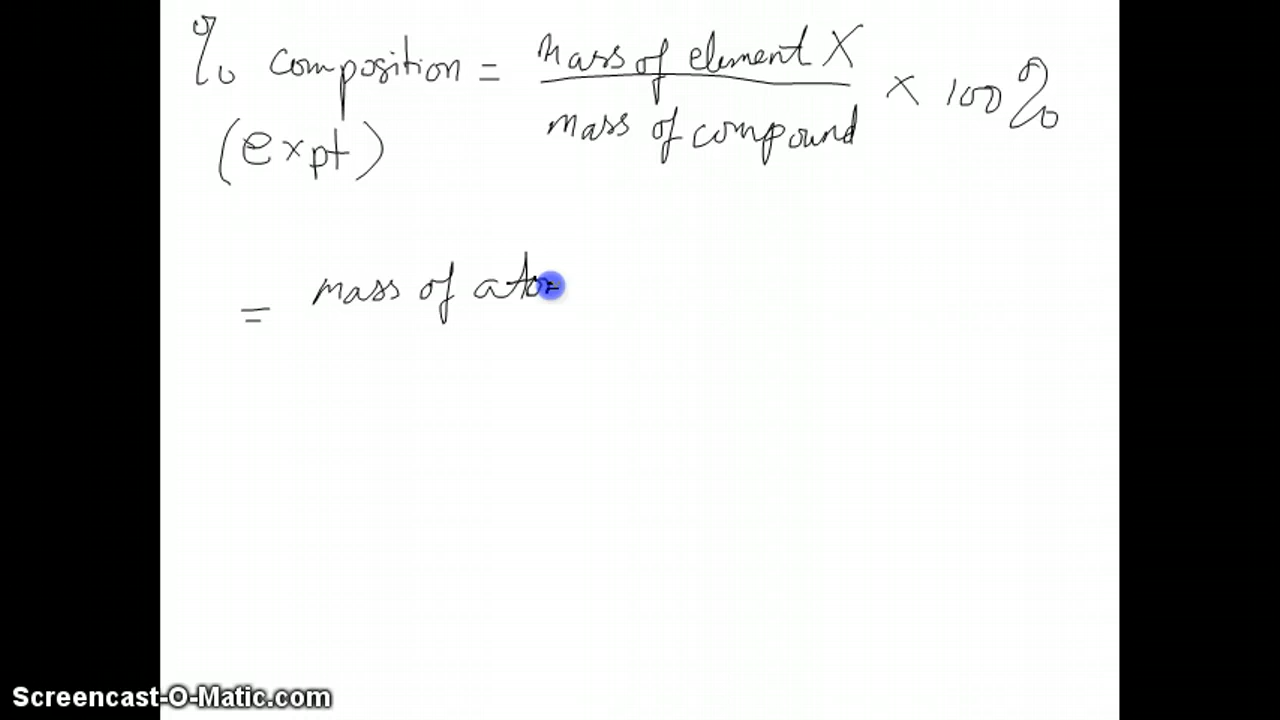 % composition = mass of element X / mass of compound × 100%
(expt)
= mass of ato
Screencast-O-Matic.com